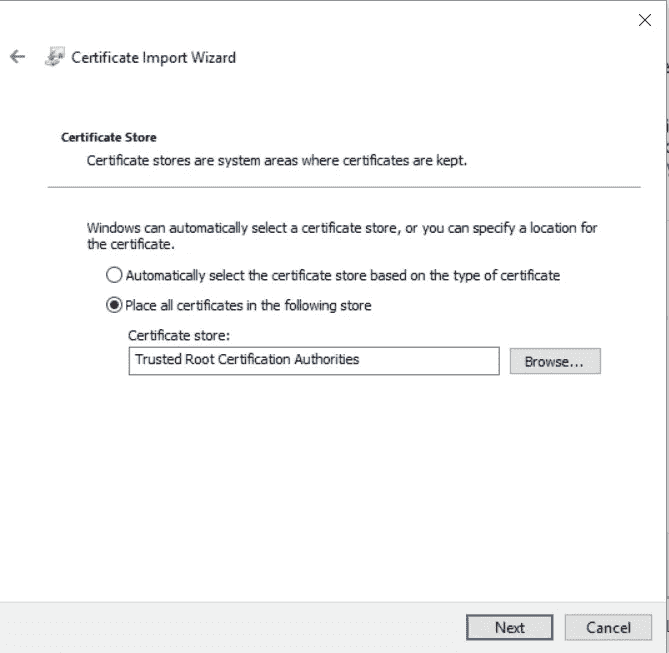 Certificate Import Wizard
Certificate Store
Certificate stores are system areas where certificates are kept.
Windows can automatically select a certificate store, or you can specify a location for
the certificate.
Automatically select the certificate store based on the type of certificate
Place all certificates in the following store
Certificate store:
Trusted Root Certification Authorities
Browse...
Next
Cancel